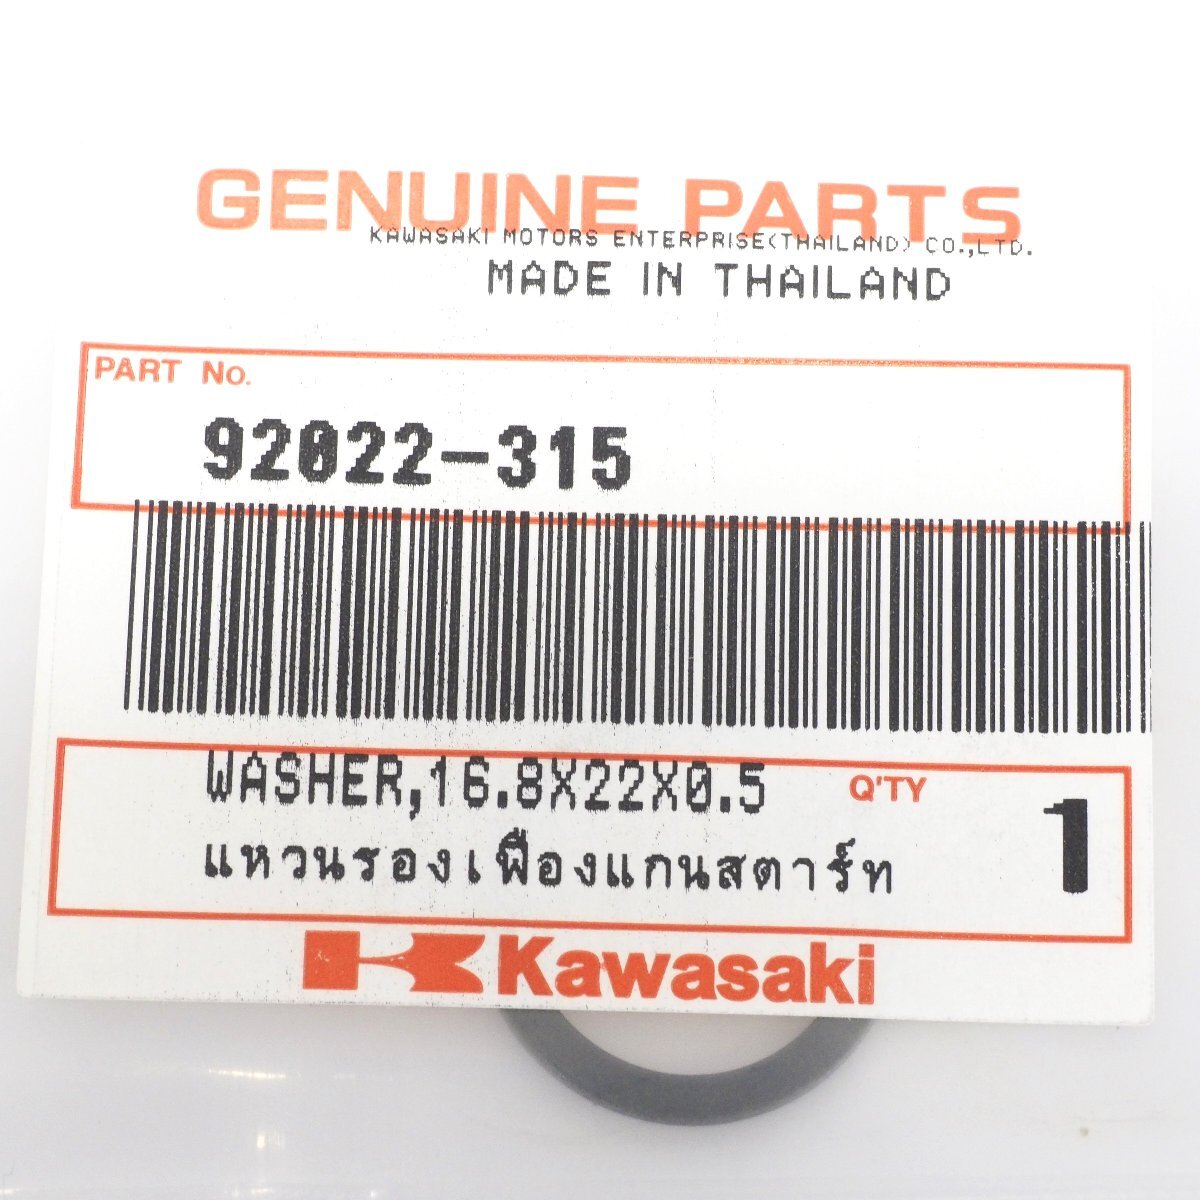 GENUINE PARTS
KAWASAKI MOTORS ENTERPRISE(THAILAND) CO.,LTD.
MADE IN THAILAND
PART No.
92022-315
WASHER,16.8X22X0.5
Q'TY
1
แหวนรองเฟืองแกนสตาร์ท
Kawasaki